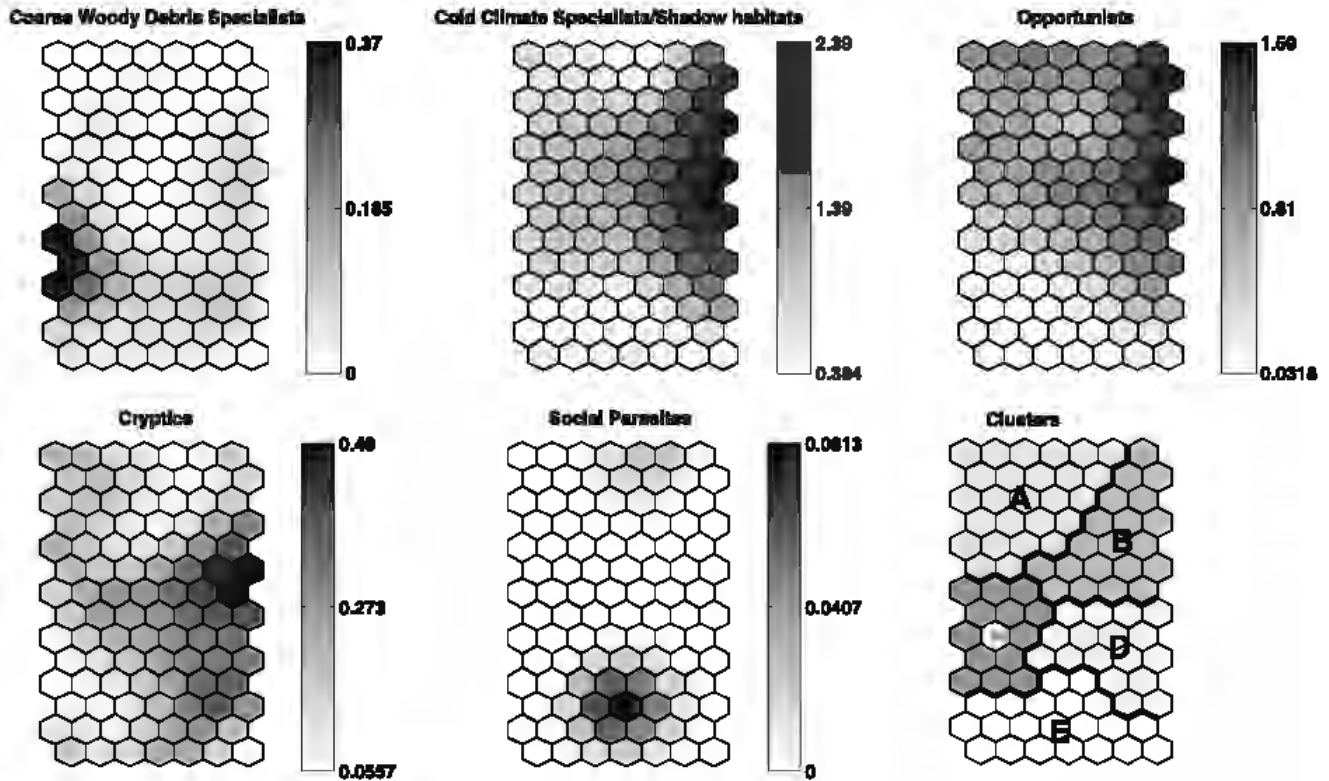 Coarse Woody Debris Specialists
Cold Climate Specialists/Shadow habitats
Opportunists
0.37
0.185
0
2.39
1.39
0.394
1.59
0.81
0.0318
Cryptics
Social Parasites
Clusters
0.49
0.273
0.0557
0.0813
0.0407
0
A
B
D
E